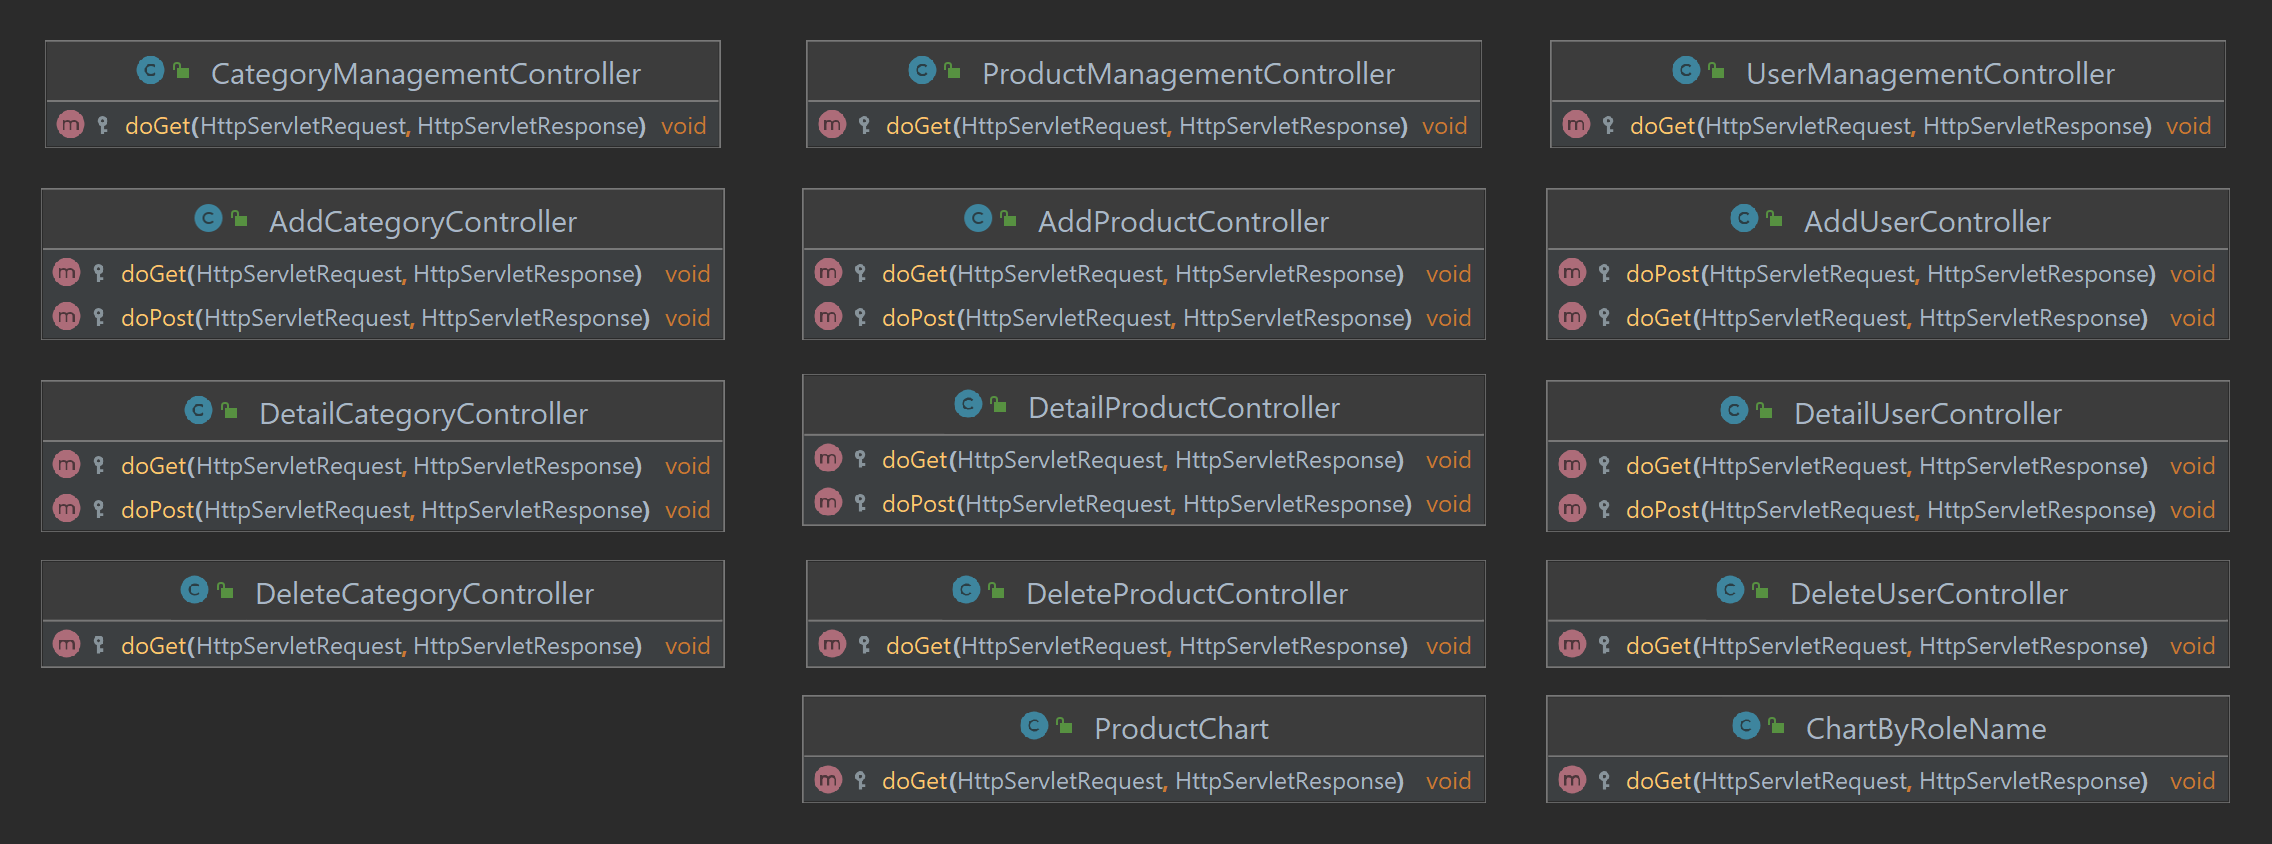 CategoryManagementController
doGet(HttpServletRequest, HttpServletResponse) void
ProductManagementController
doGet(HttpServletRequest, HttpServletResponse) void
UserManagementController
doGet(HttpServletRequest, HttpServletResponse) void
AddCategoryController
doGet(HttpServletRequest, HttpServletResponse) void
doPost(HttpServletRequest, HttpServletResponse) void
AddProductController
doGet(HttpServletRequest, HttpServletResponse) void
doPost(HttpServletRequest, HttpServletResponse) void
AddUserController
doPost(HttpServletRequest, HttpServletResponse) void
doGet(HttpServletRequest, HttpServletResponse) void
DetailCategoryController
doGet(HttpServletRequest, HttpServletResponse) void
doPost(HttpServletRequest, HttpServletResponse) void
DetailProductController
doGet(HttpServletRequest, HttpServletResponse) void
doPost(HttpServletRequest, HttpServletResponse) void
DetailUserController
doGet(HttpServletRequest, HttpServletResponse) void
doPost(HttpServletRequest, HttpServletResponse) void
DeleteCategoryController
doGet(HttpServletRequest, HttpServletResponse) void
DeleteProductController
doGet(HttpServletRequest, HttpServletResponse) void
DeleteUserController
doGet(HttpServletRequest, HttpServletResponse) void
ProductChart
doGet(HttpServletRequest, HttpServletResponse) void
ChartByRoleName
doGet(HttpServletRequest, HttpServletResponse) void